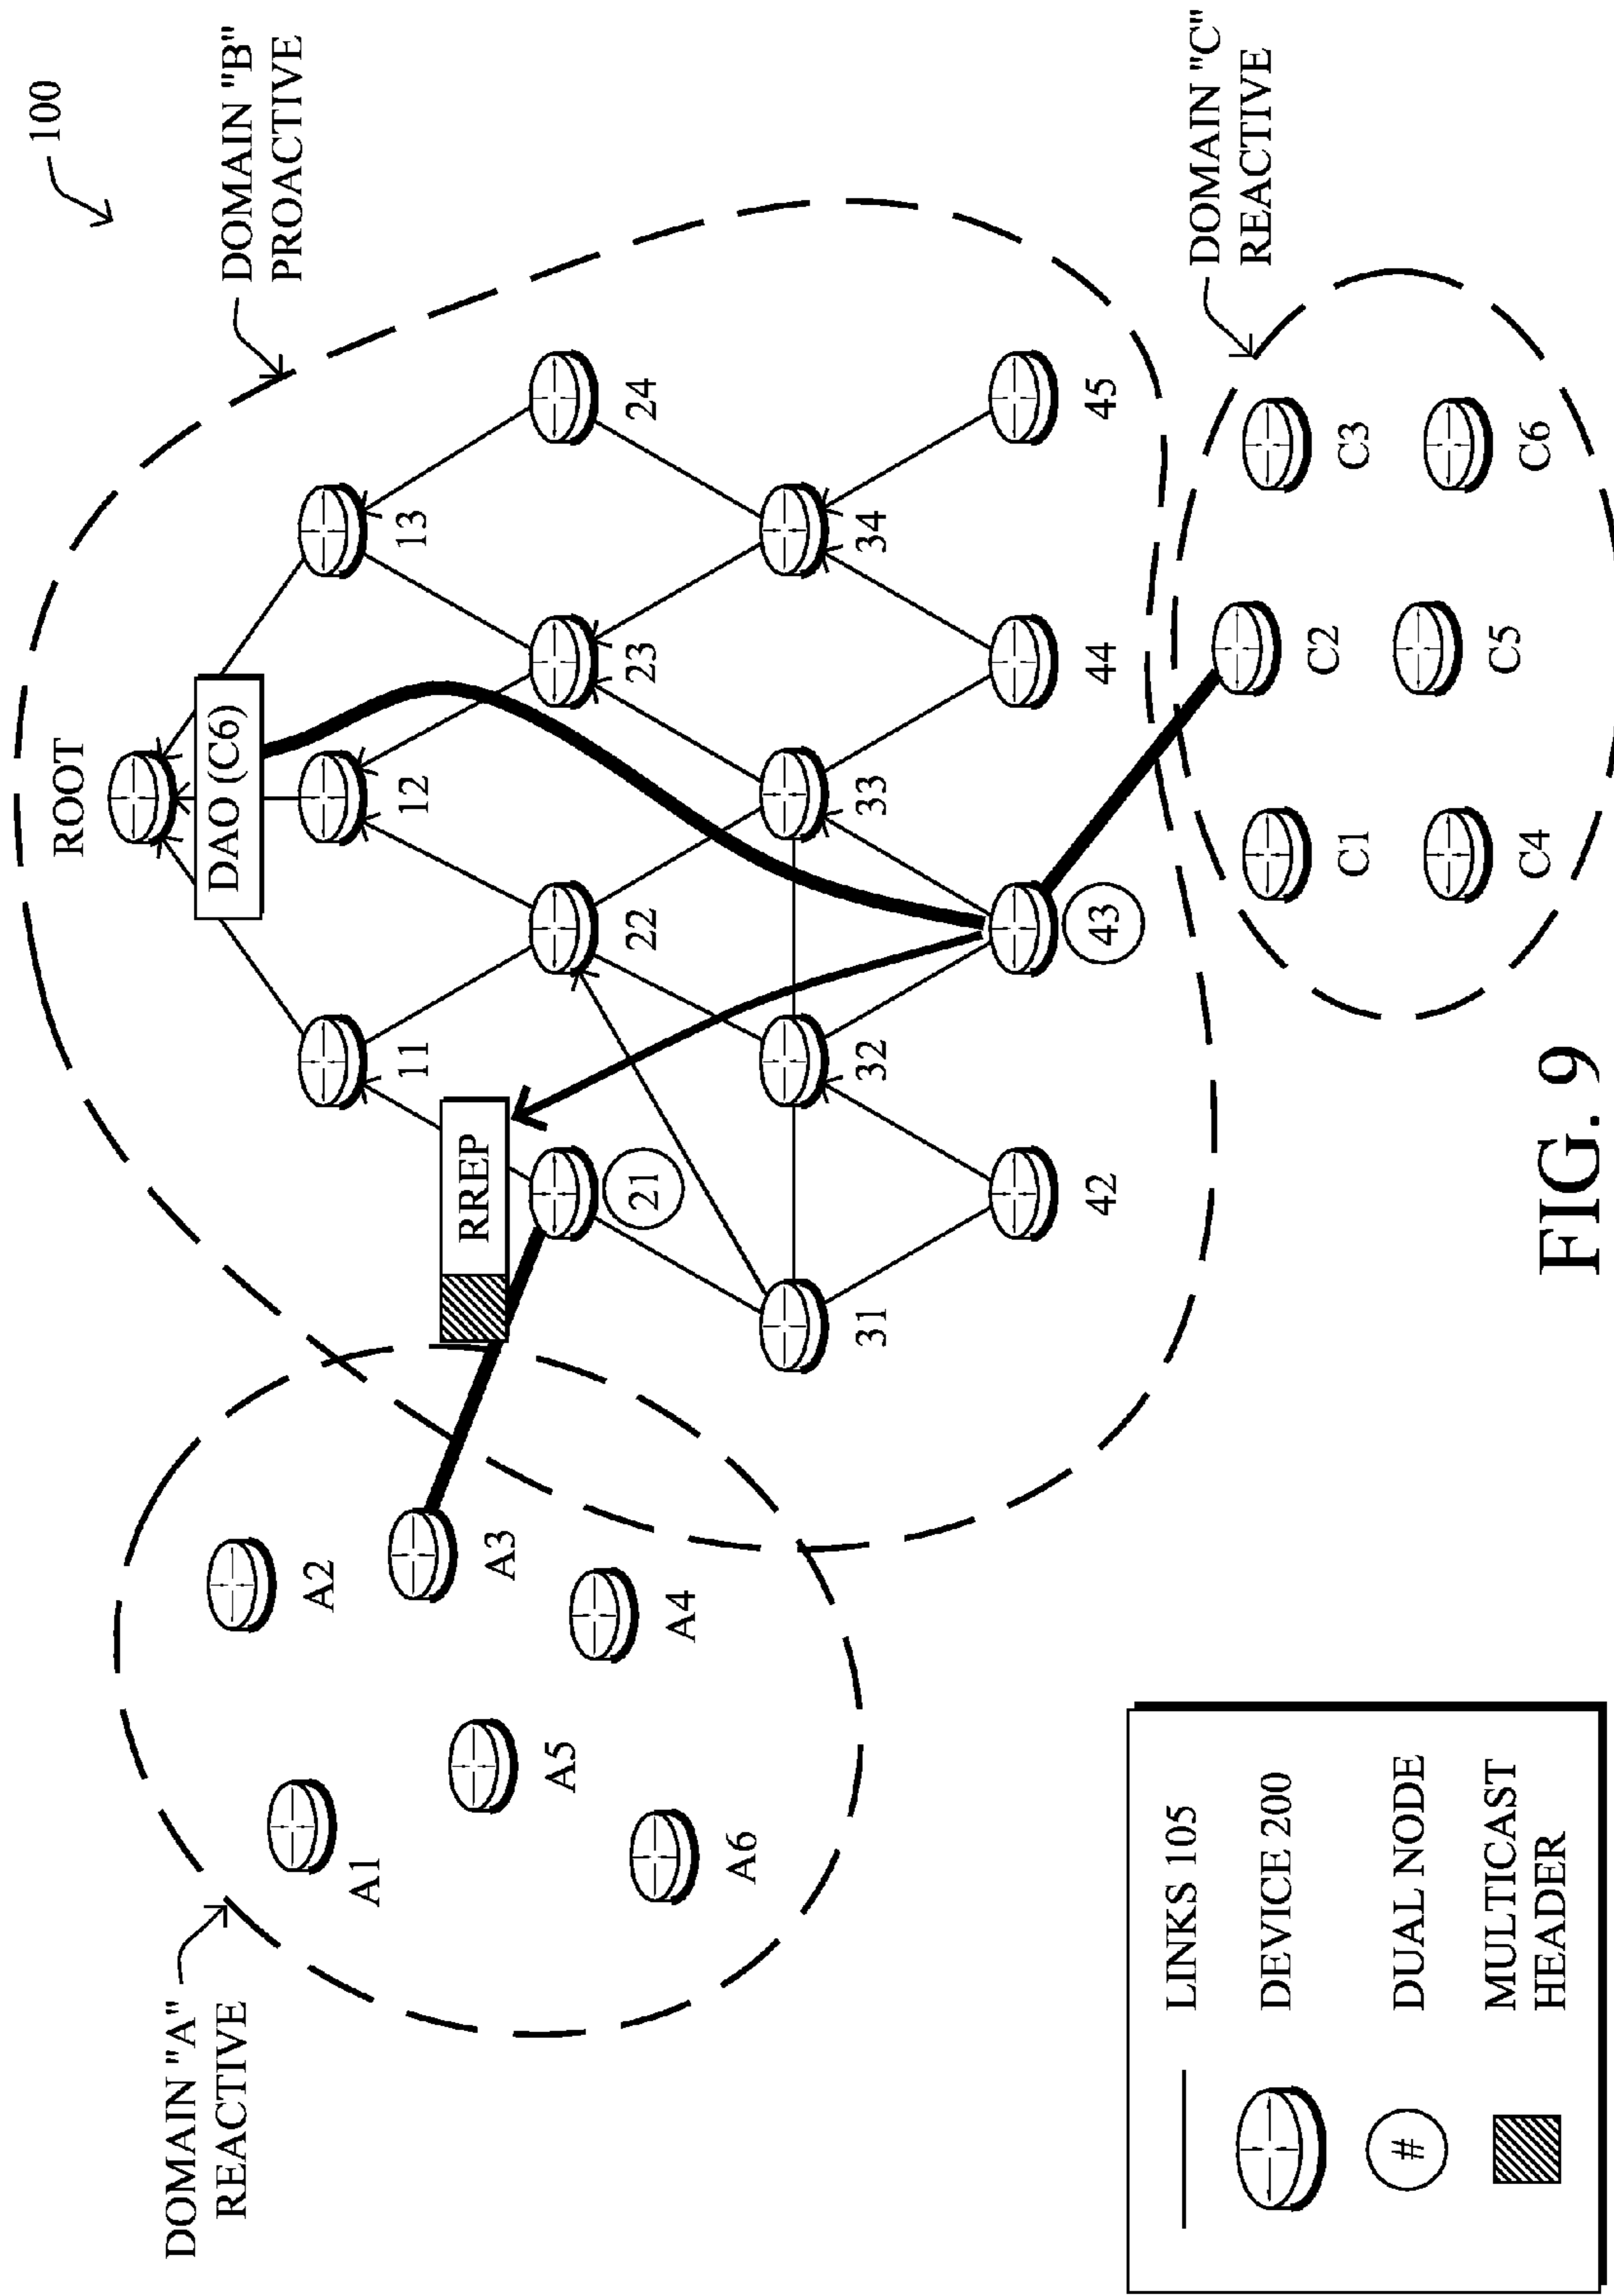 100
DOMAIN "A"
REACTIVE
DOMAIN "B"
PROACTIVE
DOMAIN "C"
REACTIVE
ROOT
DAO (C6)
11
12
13
RREP
21
22
23
24
31
32
33
34
42
43
44
45
A1
A2
A3
A4
A5
A6
C1
C2
C3
C4
C5
C6
LINKS 105
DEVICE 200
# DUAL NODE
MULTICAST
HEADER
FIG. 9